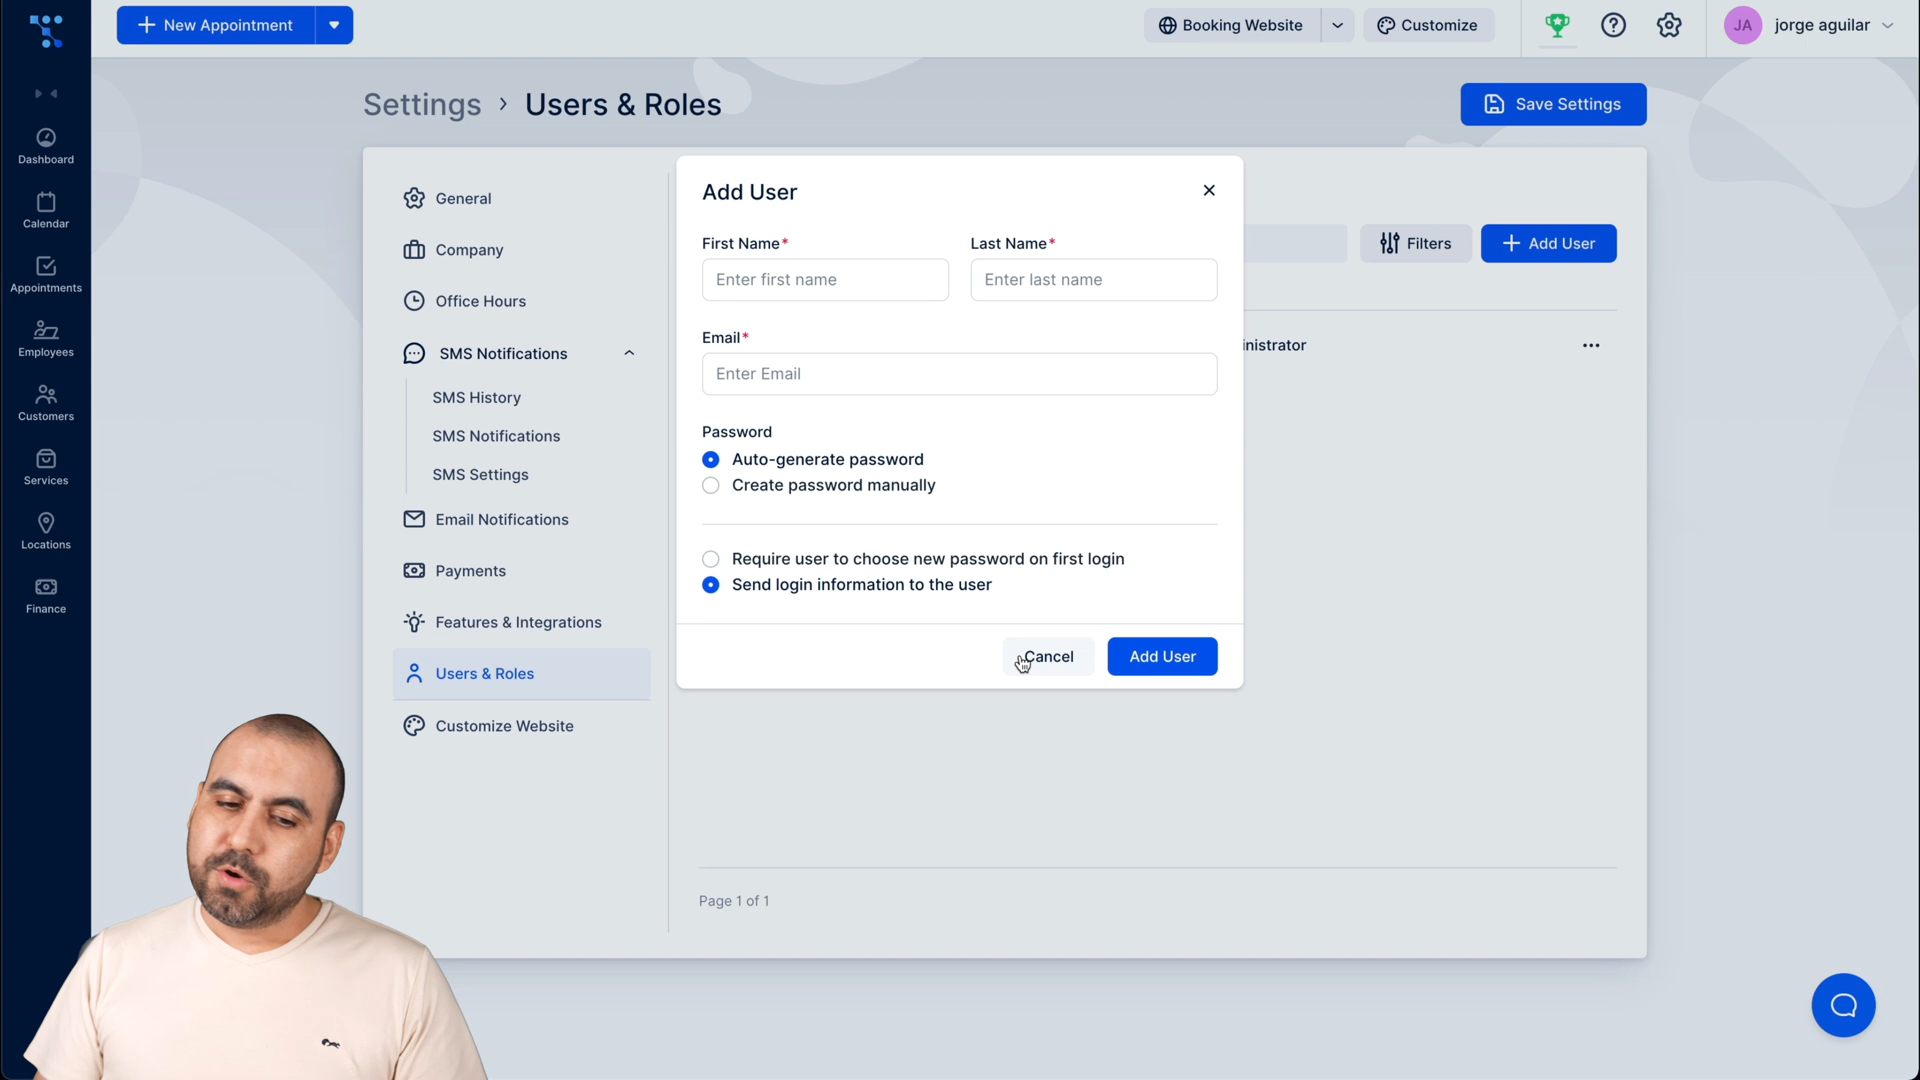 New Appointment
Booking Website
Customize
JA
jorge aguilar
Settings > Users & Roles
Save Settings
Dashboard
Calendar
Appointments
Employees
Customers
Services
Locations
Finance
General
Company
Office Hours
SMS Notifications
SMS History
SMS Notifications
SMS Settings
Email Notifications
Payments
Features & Integrations
Users & Roles
Customize Website
Filters
Add User
inistrator
Add User
First Name*
Last Name*
Enter first name
Enter last name
Email*
Enter Email
Password
Auto-generate password
Create password manually
Require user to choose new password on first login
Send login information to the user
Cancel
Add User
Page 1 of 1